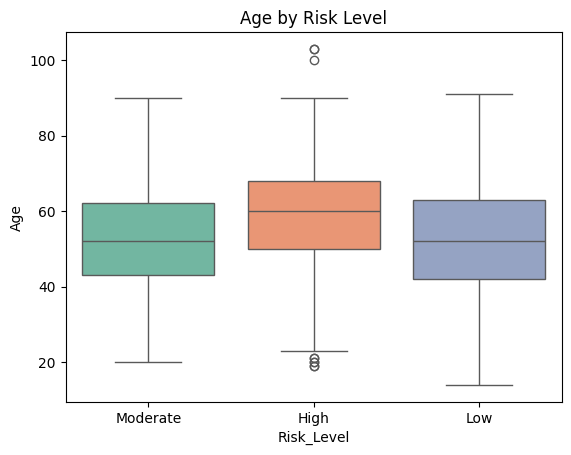 Age by Risk Level
Age
100
80
60
40
20
Moderate High Low
Risk_Level